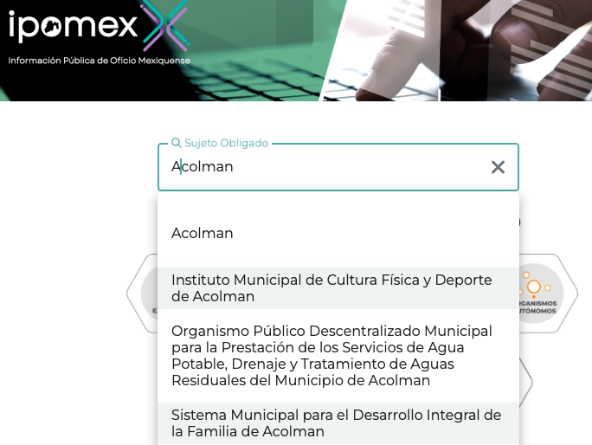 ipomex
Información Pública de Oficio Mexiquense
Sujeto Obligado
Acolman
Acolman
Instituto Municipal de Cultura Física y Deporte
de Acolman
Organismo Público Descentralizado Municipal
para la Prestación de los Servicios de Agua
Potable, Drenaje y Tratamiento de Aguas
Residuales del Municipio de Acolman
Sistema Municipal para el Desarrollo Integral de
la Familia de Acolman